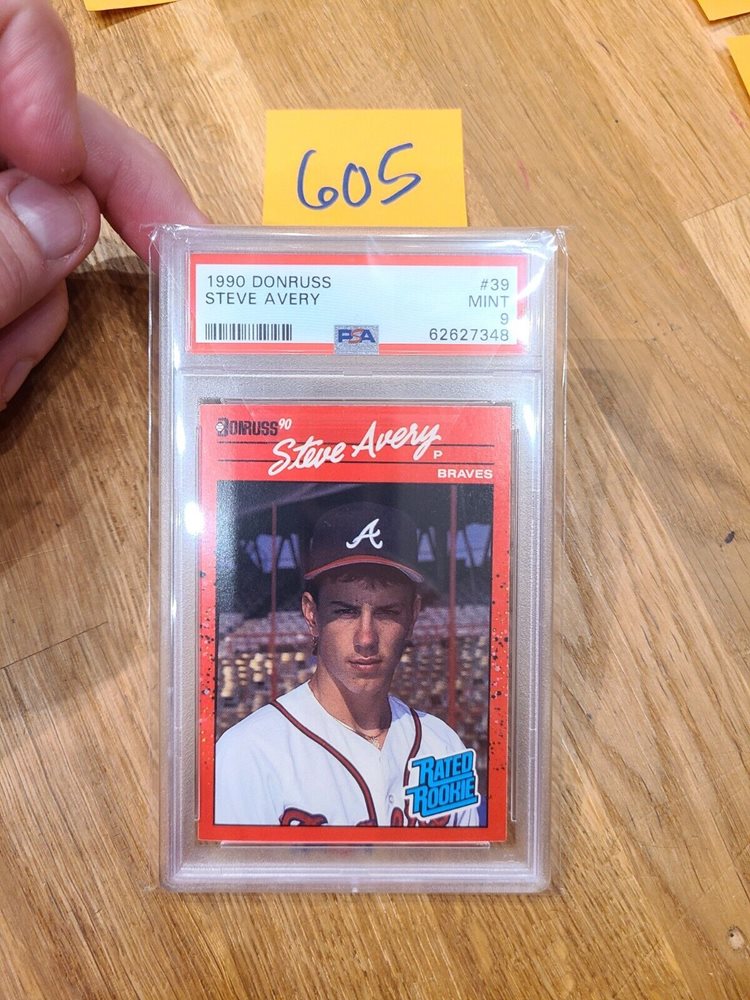 605
1990 DONRUSS #39
STEVE AVERY MINT
9
PSA 62627348
DONRUSS 90
Steve Avery
P
BRAVES
A
RATED
ROOKIE